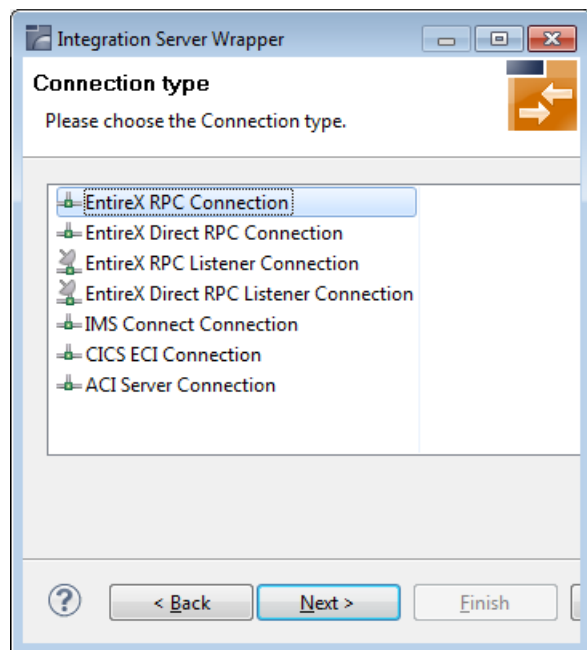 Integration Server Wrapper
Connection type
Please choose the Connection type.
EntireX RPC Connection
EntireX Direct RPC Connection
EntireX RPC Listener Connection
EntireX Direct RPC Listener Connection
IMS Connect Connection
CICS ECI Connection
ACI Server Connection
? < Back Next > Finish